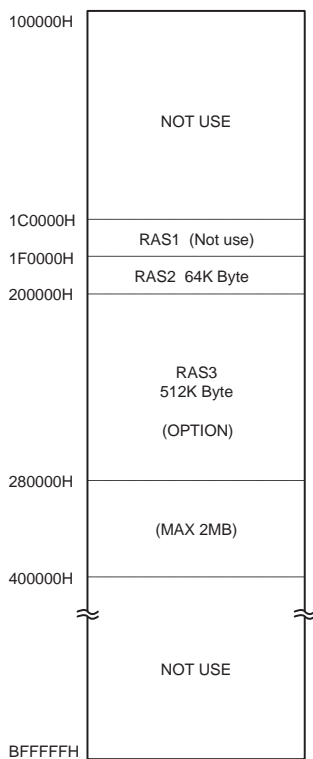 100000H
NOT USE
1C0000H
RAS1 (Not use)
1F0000H
RAS2 64K Byte
200000H
RAS3
512K Byte
(OPTION)
280000H
(MAX 2MB)
400000H
NOT USE
BFFFFFH